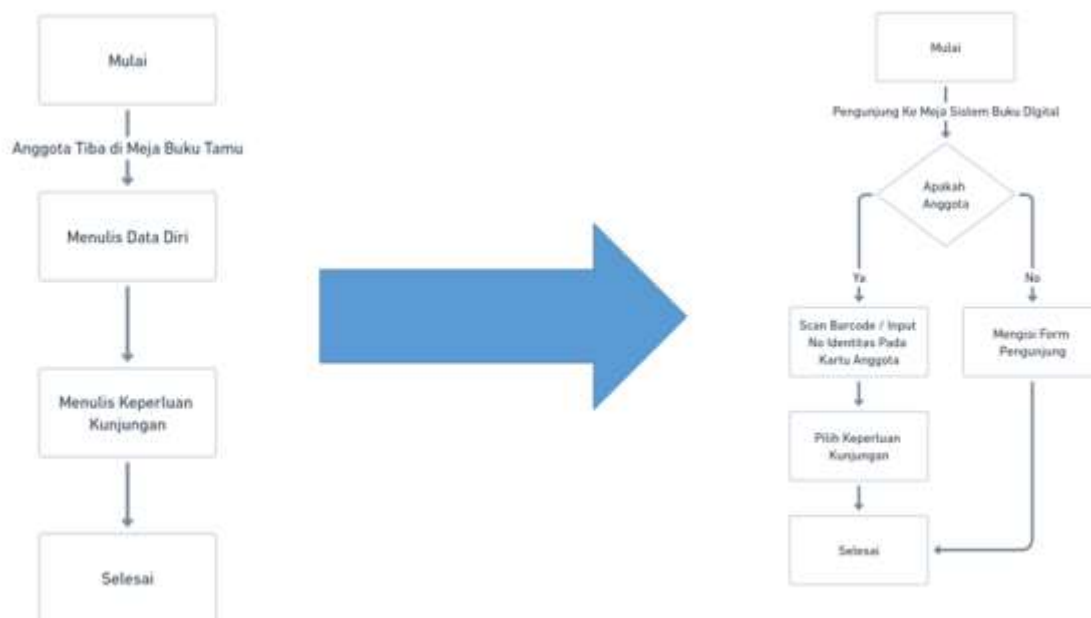 Mulai
Anggota Tiba di Meja Buku Tamu
Menulis Data Diri
Menulis Keperluan
Kunjungan
Selesai
Mulai
Pengunjung Ke Meja Sistem Buku DIgital
Apakah
Anggota
Ya
No
Scan Barcode / Input
No Identitas Pada
Kartu Anggota
Mengisi Form
Pengunjung
Pilih Keperluan
Kunjungan
Selesai